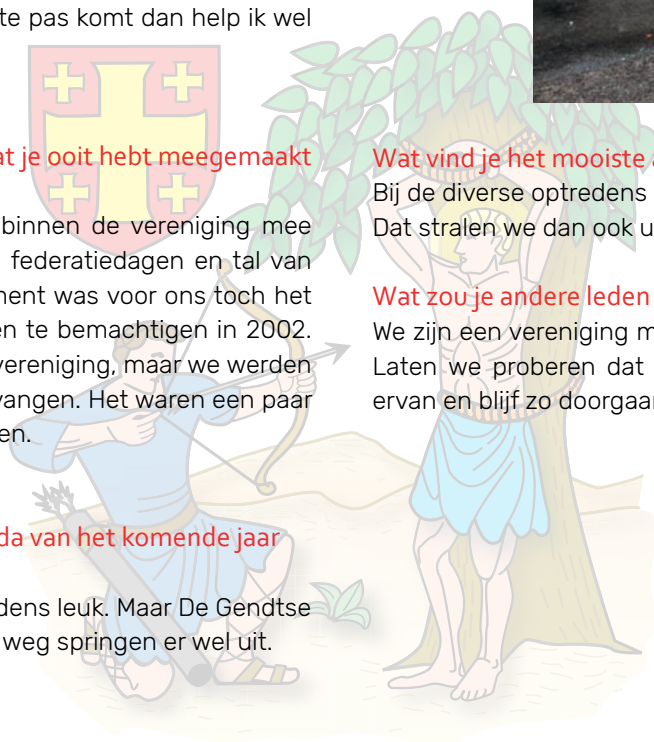 te pas komt dan help ik wel
at je ooit hebt meegemaakt
binnen de vereniging mee
federatiedagen en tal van
ment was voor ons toch het
en te bemachtigen in 2002.
vereniging, maar we werden
vangen. Het waren een paar
en.
da van het komende jaar
dens leuk. Maar De Gendtse
weg springen er wel uit.
Wat vind je het mooiste a
Bij de diverse optredens
Dat stralen we dan ook u
Wat zou je andere leden
We zijn een vereniging m
Laten we proberen dat
ervan en blijf zo doorgaan